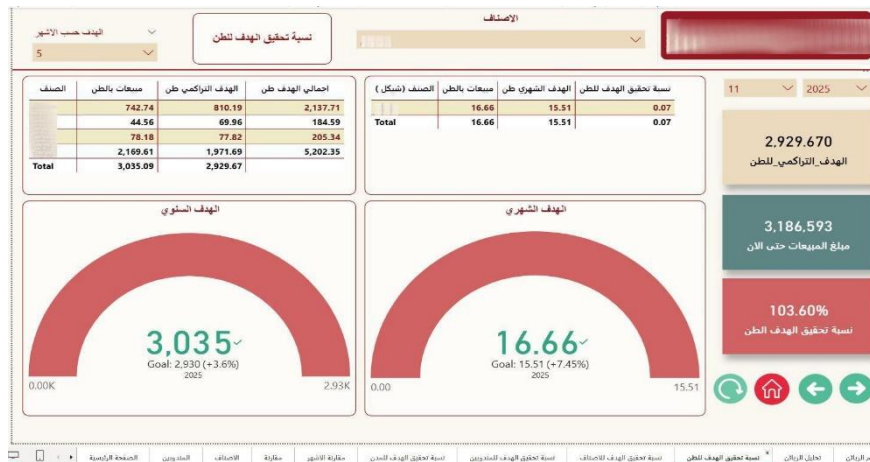 الاصناف
نسبة تحقيق الهدف للطن
الهدف حسب الاشهر
5
11
2025
نسبة تحقيق الهدف للطن الهدف الشهري طن مبيعات بالطن الصنف (شبكل )
16.66 15.51 0.07
Total 16.66 15.51 0.07
الصنف مبيعات بالطن الهدف التراكمي طن اجمالي الهدف طن
742.74 810.19 2,137.71
44.56 69.96 184.59
78.18 77.82 205.34
2,169.61 1,971.69 5,202.35
Total 3,035.09 2,929.67
2,929.670
الهدف_التراكمي_للطن
3,186,593
مبلغ المبيعات حتى الان
103.60%
نسبة تحقيق الهدف الطن
الهدف الشهري
16.66
Goal: 15.51 (+7.45%)
2025
0.00
15.51
الهدف السنوي
3,035
Goal: 2,930 (+3.6%)
2025
0.00K
2.93K
الصفحة الرئيسية
المندوبين
الاصناف
مقارنة
مقارنة الاشهر
نسبة تحقيق الهدف للمدن
نسبة تحقيق الهدف للمندوبين
نسبة تحقيق الهدف للاصناف
نسبة تحقيق الهدف للطن
تحليل الزبائن
الزبائن